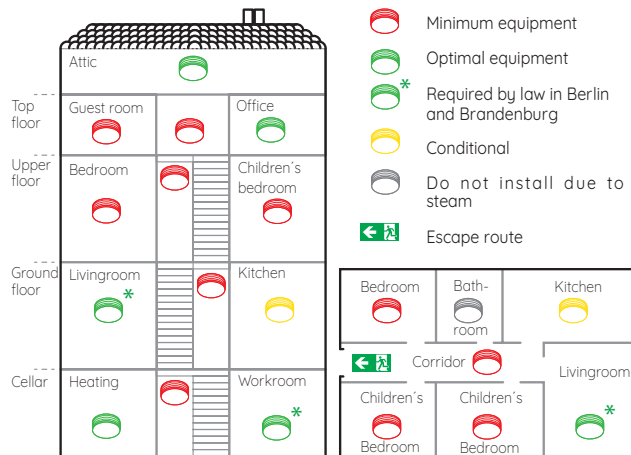 Attic
Top
floor
Guest room
Office
Upper
floor
Bedroom
Children´s
bedroom
Ground
floor
Livingroom
*
Kitchen
Cellar
Heating
Workroom
*
Minimum equipment
Optimal equipment
* Required by law in Berlin
and Brandenburg
Conditional
Do not install due to
steam
Escape route
Bedroom
Bath-
room
Kitchen
Corridor
Livingroom
*
Children´s
Bedroom
Children´s
Bedroom